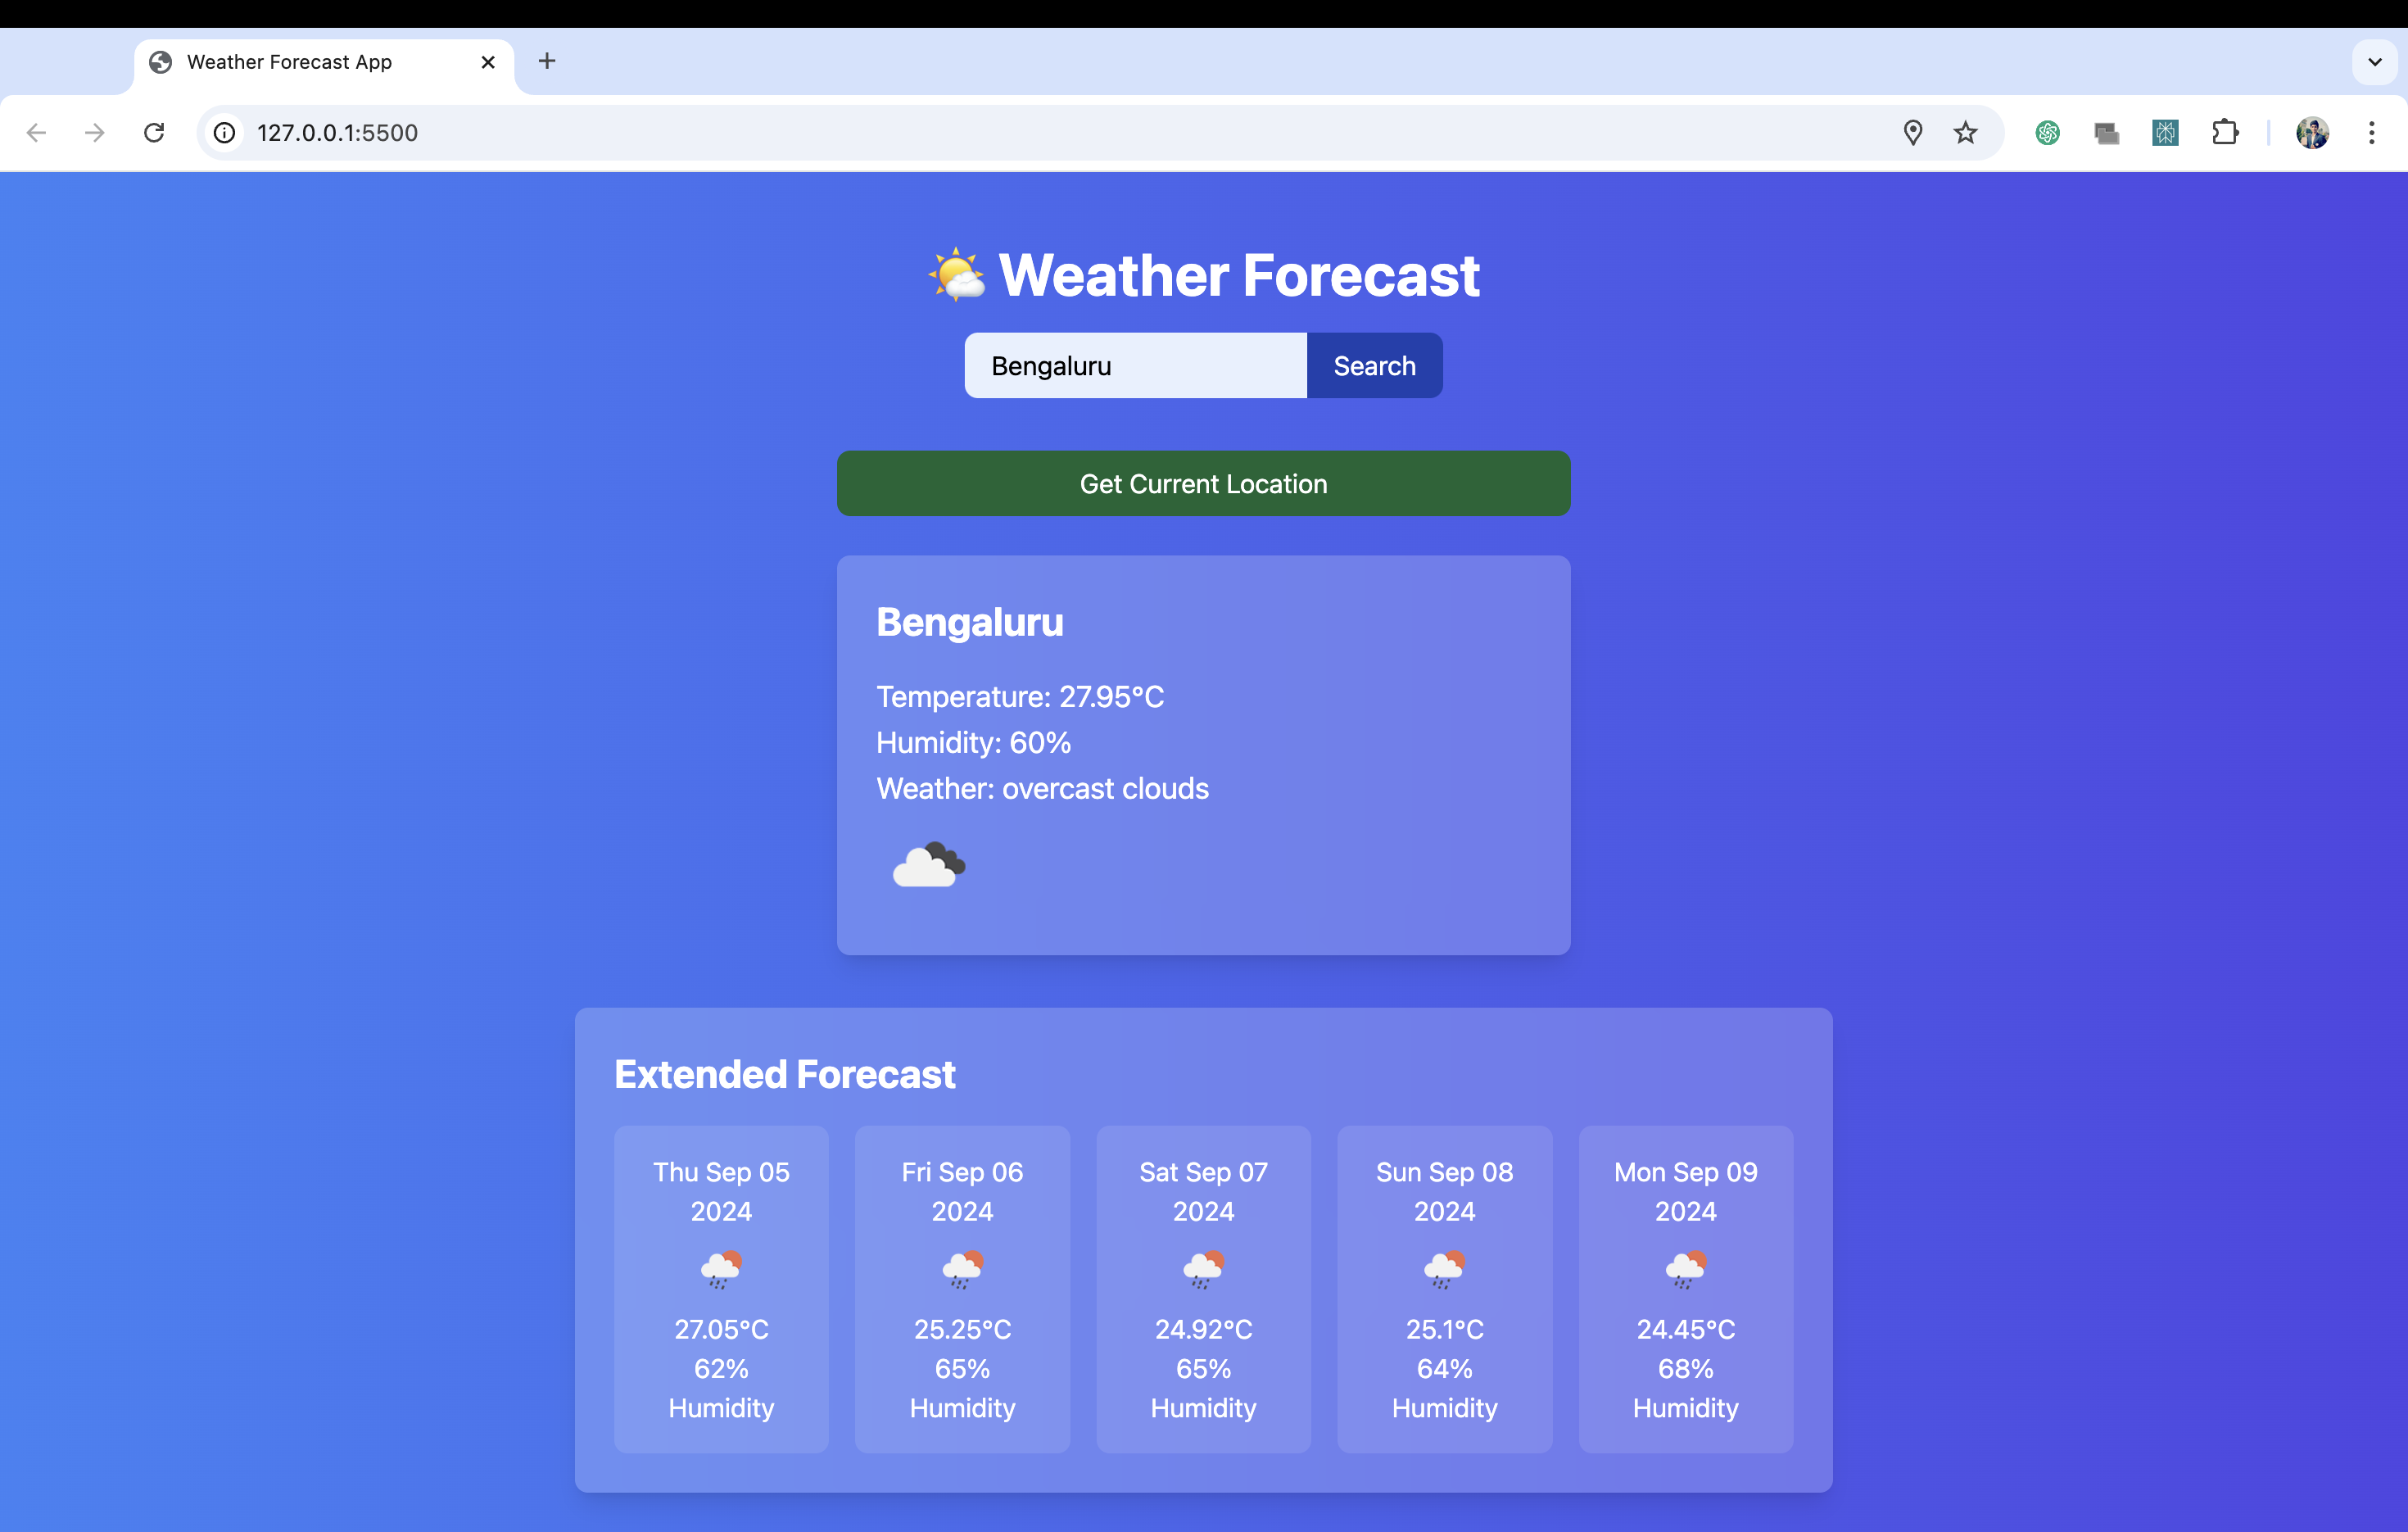 Weather Forecast App
127.0.0.1:5500
Weather Forecast
Bengaluru
Search
Get Current Location
Bengaluru
Temperature: 27.95°C
Humidity: 60%
Weather: overcast clouds
Extended Forecast
Thu Sep 05
2024
27.05°C
62%
Humidity
Fri Sep 06
2024
25.25°C
65%
Humidity
Sat Sep 07
2024
24.92°C
65%
Humidity
Sun Sep 08
2024
25.1°C
64%
Humidity
Mon Sep 09
2024
24.45°C
68%
Humidity